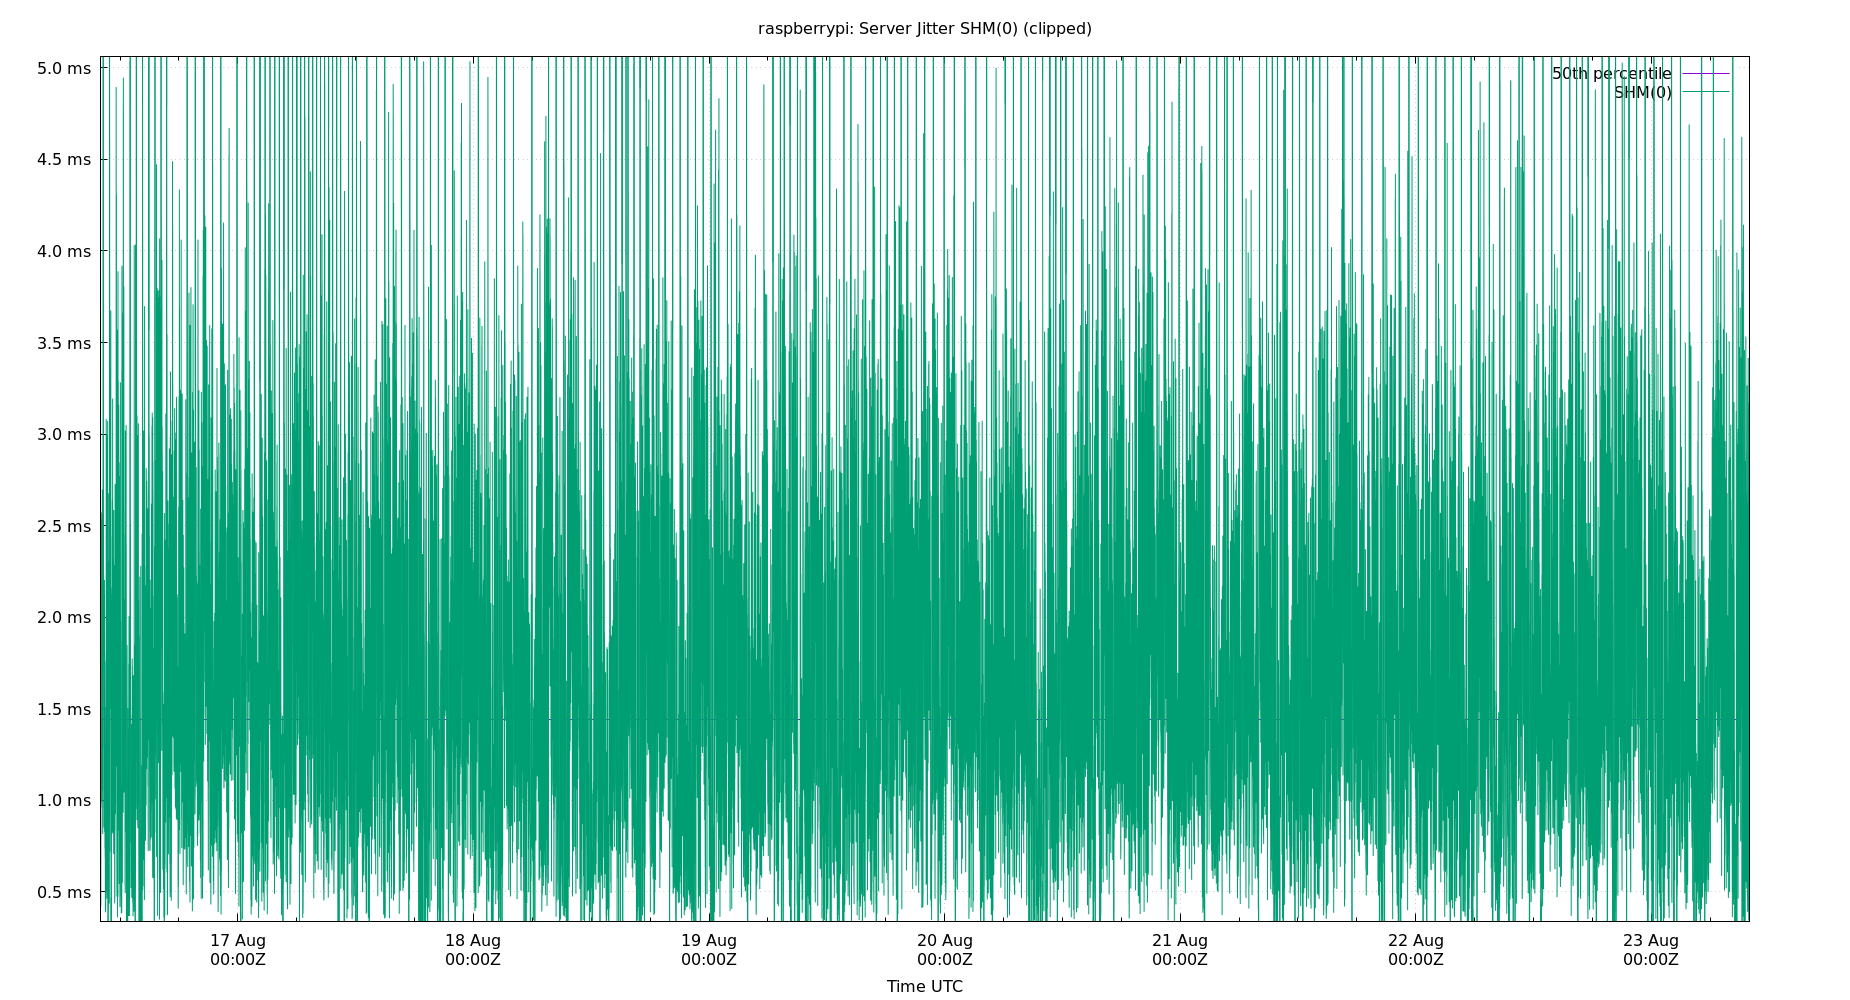 raspberrypi: Server Jitter SHM(0) (clipped)
50th percentile
SHM(0)
5.0 ms
4.5 ms
4.0 ms
3.5 ms
3.0 ms
2.5 ms
2.0 ms
1.5 ms
1.0 ms
0.5 ms
17 Aug 18 Aug 19 Aug 20 Aug 21 Aug 22 Aug 23 Aug
00:00Z 00:00Z 00:00Z 00:00Z 00:00Z 00:00Z 00:00Z
Time UTC